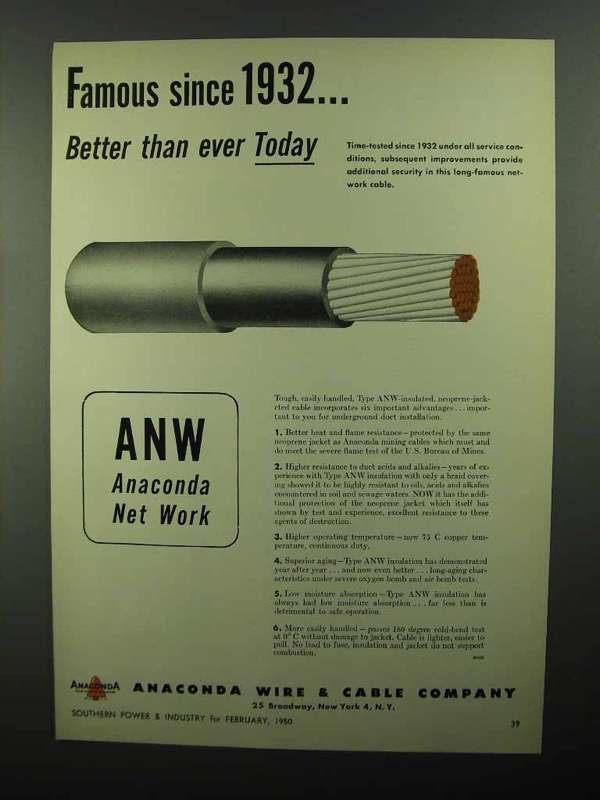 Famous since 1932...
Better than ever Today
Time-tested since 1932 under all service con-
ditions, subsequent improvements provide
additional security in this long-famous net-
work cable.
ANW
Anaconda
Net Work
Tough, easily handled, Type ANW-insulated, neoprene-jack-
eted cable incorporates six important advantages . . . impor-
tant to you for underground duct installation.
1. Better heat and flame resistance—protected by the same
neoprene jacket as Anaconda mining cables which must and
do meet the severe flame test of the U.S. Bureau of Mines.
2. Higher resistance to duct acids and alkalies—years of ex-
perience with Type ANW insulation with only a braid cover-
ing showed it to be highly resistant to oils, acids and alkalies
encountered in soil and sewage waters. NOW it has the addi-
tional protection of the neoprene jacket which itself has
shown by test and experience, excellent resistance to these
agents of destruction.
3. Higher operating temperature—now 75 C copper tem-
perature, continuous duty.
4. Superior aging—Type ANW insulation has demonstrated
year after year . . . and now even better . . . long-aging char-
acteristics under severe oxygen bomb and air bomb tests.
5. Low moisture absorption—Type ANW insulation has
always had low moisture absorption . . . far less than is
detrimental to safe operation.
6. More easily handled—passes 180 degree cold-bend test
at 0° C without damage to jacket. Cable is lighter, easier to
pull. No lead to fuse, insulation and jacket do not support
combustion.
ANACONDA
ANACONDA WIRE & CABLE COMPANY
25 Broadway, New York 4, N. Y.
SOUTHERN POWER & INDUSTRY for FEBRUARY, 1950
39